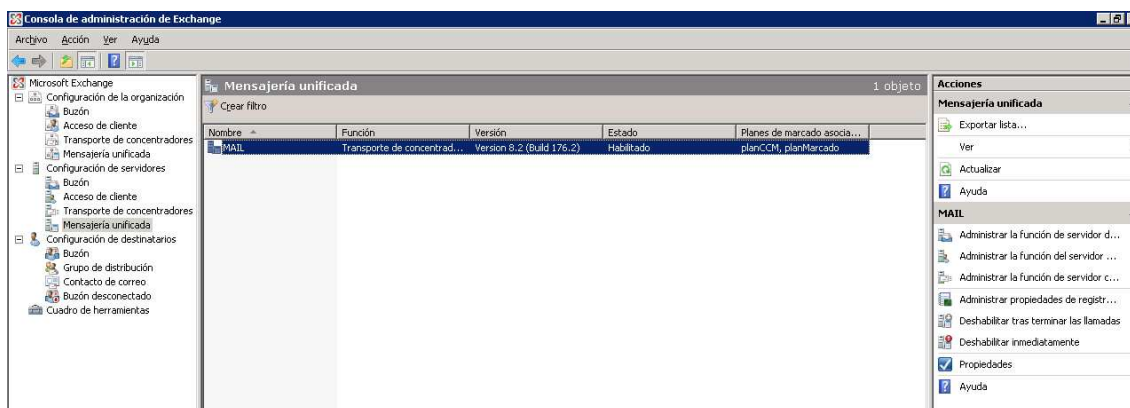 Consola de administración de Exchange
Archivo Acción Ver Ayuda
Microsoft Exchange
Configuración de la organización
Buzón
Acceso de cliente
Transporte de concentradores
Mensajería unificada
Configuración de servidores
Buzón
Acceso de cliente
Transporte de concentradores
Mensajería unificada
Configuración de destinatarios
Buzón
Grupo de distribución
Contacto de correo
Buzón desconectado
Cuadro de herramientas
Mensajería unificada 1 objeto
Crear filtro
Nombre Función Versión Estado Planes de marcado asocia...
MAIL Transporte de concentrad... Version 8.2 (Build 176.2) Habilitado planCCM, planMarcado
Acciones
Mensajería unificada
Exportar lista...
Ver
Actualizar
Ayuda
MAIL
Administrar la función de servidor d...
Administrar la función del servidor ...
Administrar la función de servidor c...
Administrar propiedades de registr...
Deshabilitar tras terminar las llamadas
Deshabilitar inmediatamente
Propiedades
Ayuda